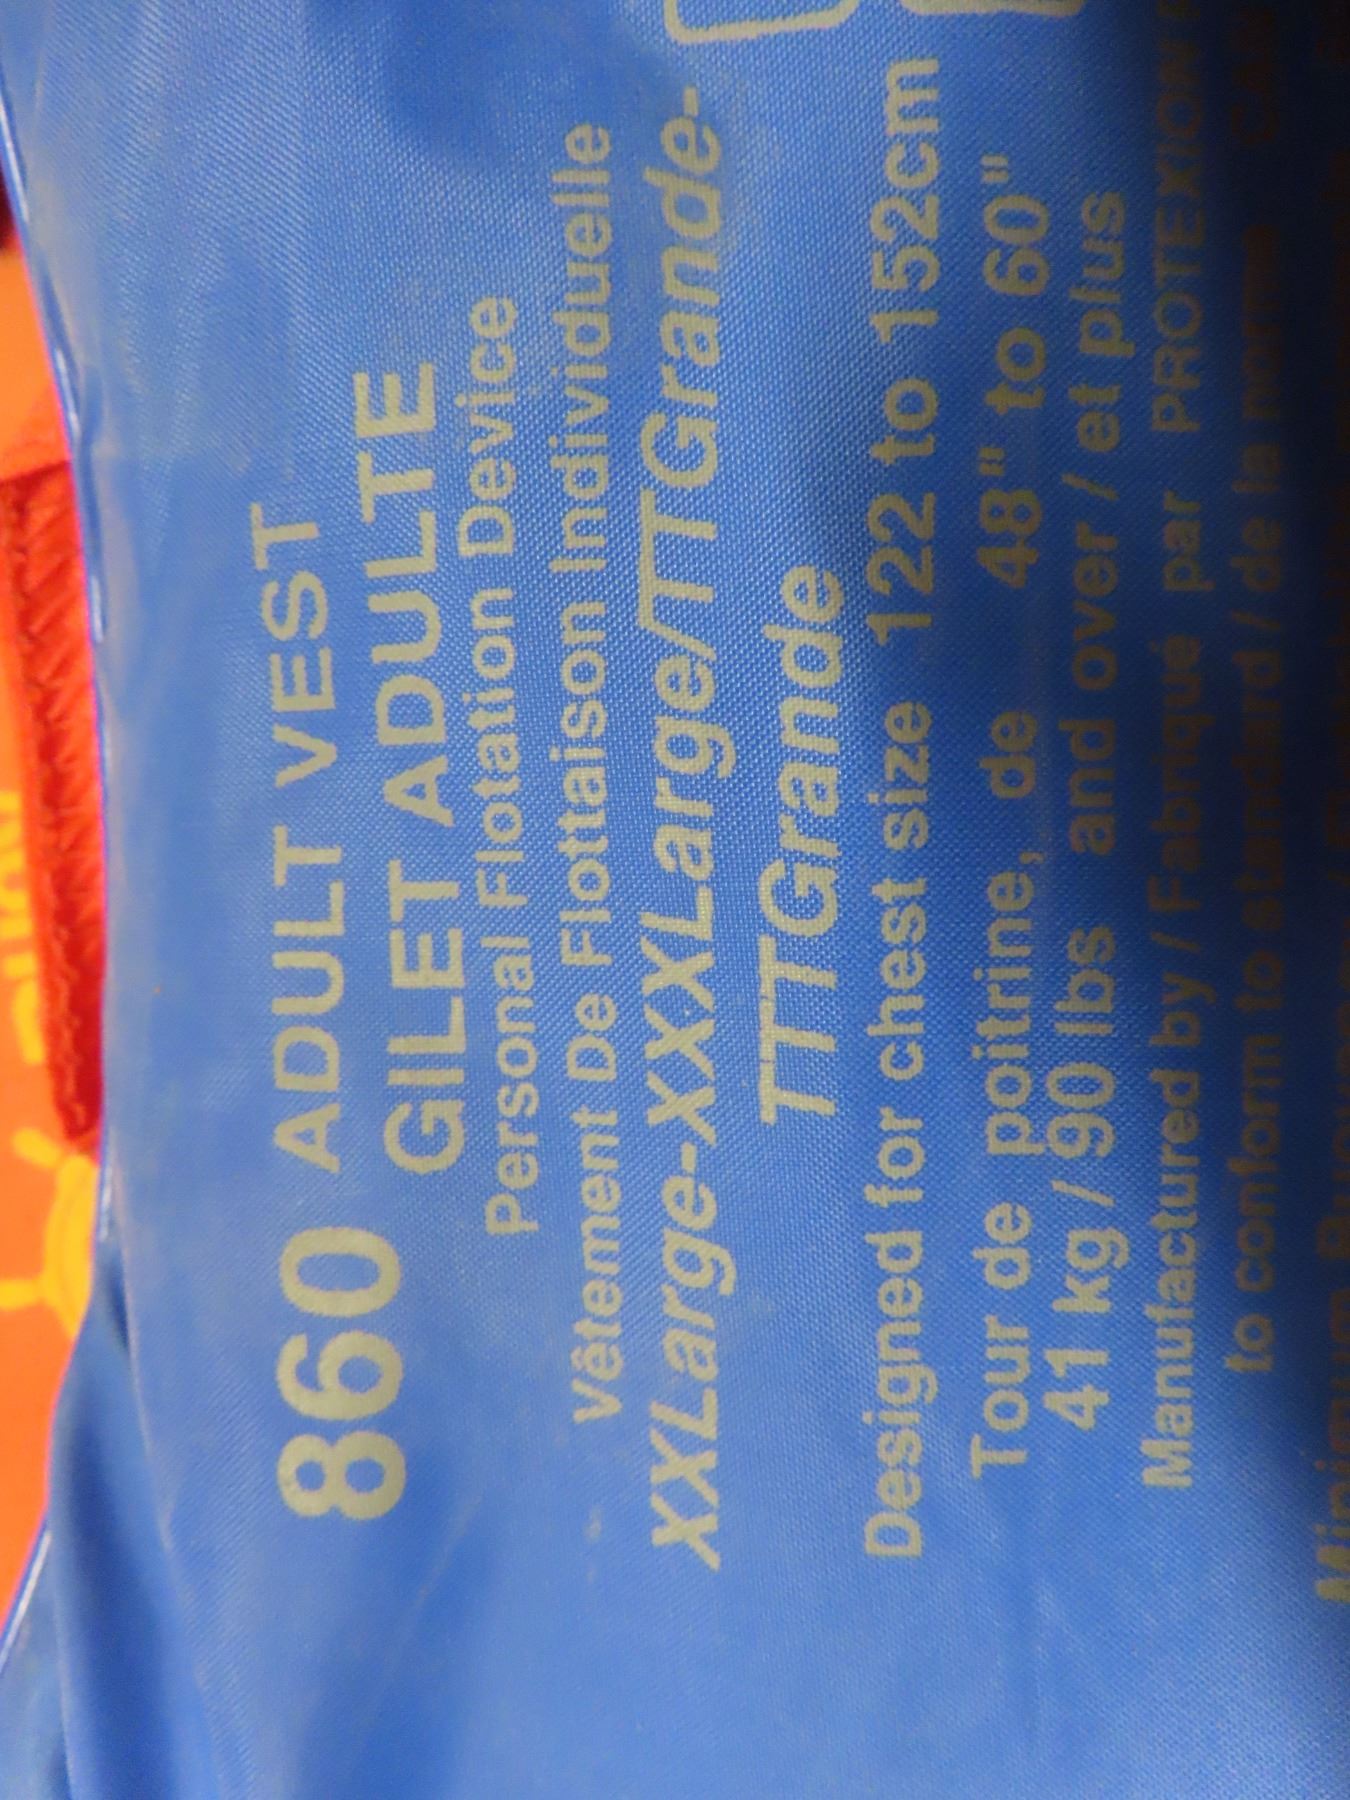 860 ADULT VEST
GILET ADULTE
Personal Flotation Device
Vêtement De Flottaison Individuelle
XXLarge-XXXLarge/TTGrande-
TTTGrande
Designed for chest size 122 to 152cm
Tour de poitrine, de 48" to 60"
41 kg / 90 lbs and over / et plus
Manufactured by / Fabriqué par PROTEXION
to conform to standard / de la norm
Minimum